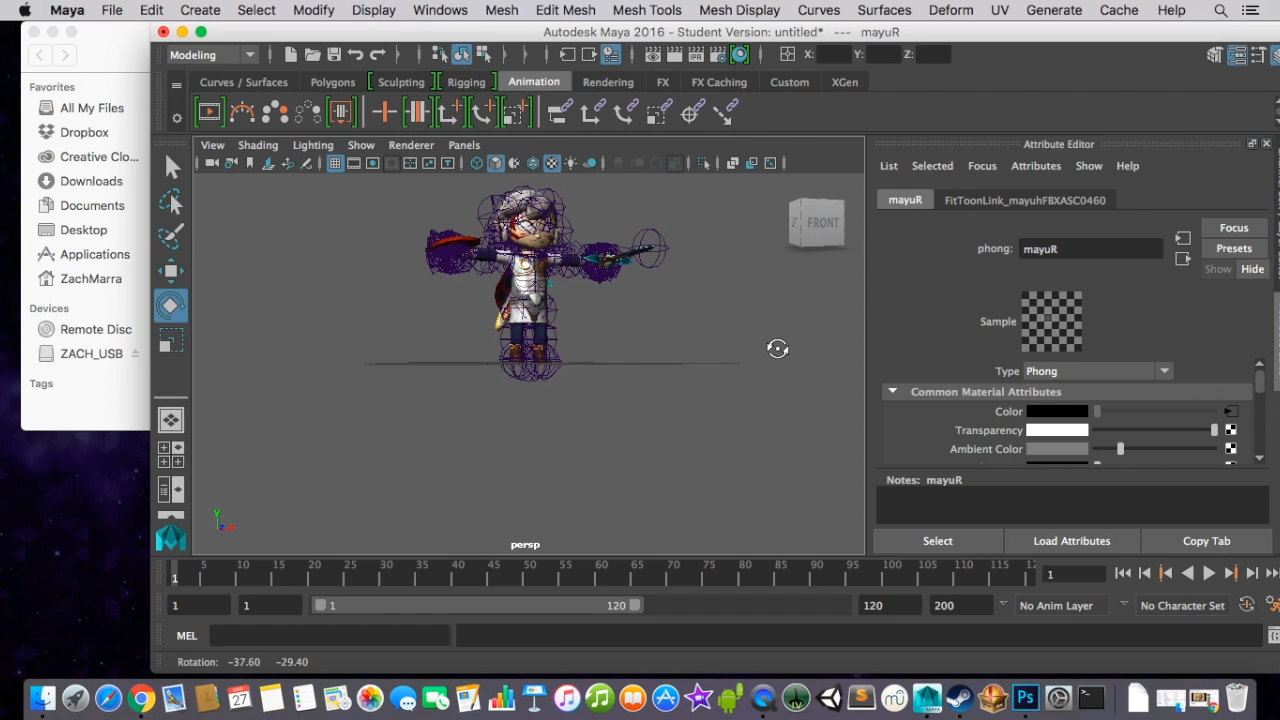 Maya File Edit Create Select Modify Display Windows Mesh Edit Mesh Mesh Tools Mesh Display Curves Surfaces Deform UV Generate Cache Help
Autodesk Maya 2016 - Student Version: untitled* --- mayuR
Modeling X: Y: Z:
Curves / Surfaces Polygons Sculpting Rigging Animation Rendering FX FX Caching Custom XGen
Favorites
All My Files
Dropbox
Creative Clo...
Downloads
Documents
Desktop
Applications
ZachMarra
Devices
Remote Disc
ZACH_USB
Tags
View Shading Lighting Show Renderer Panels
FRONT
persp
Attribute Editor
List Selected Focus Attributes Show Help
mayuR FitToonLink_mayuhFBXASC0460
Focus
phong: mayuR Presets
Show Hide
Sample
Type Phong
Common Material Attributes
Color
Transparency
Ambient Color
Notes: mayuR
Select Load Attributes Copy Tab
1 5 10 15 20 25 30 35 40 45 50 55 60 65 70 75 80 85 90 95 100 105 110 115 12 1
1 1 1 120 120 200 No Anim Layer No Character Set
MEL
Rotation: -37.60 -29.40